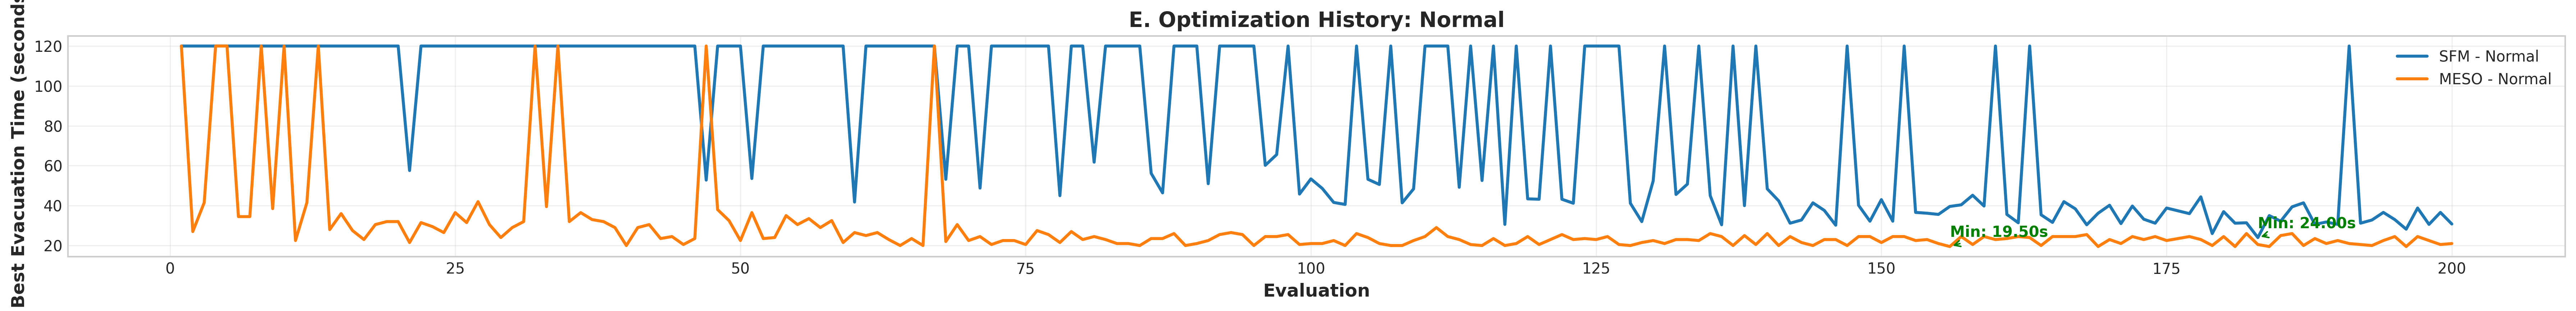 E. Optimization History: Normal
Best Evacuation Time (seconds
120
100
80
60
40
20
SFM - Normal
MESO - Normal
Min: 19.50s
Min: 24.00s
0 25 50 75 100 125 150 175 200
Evaluation